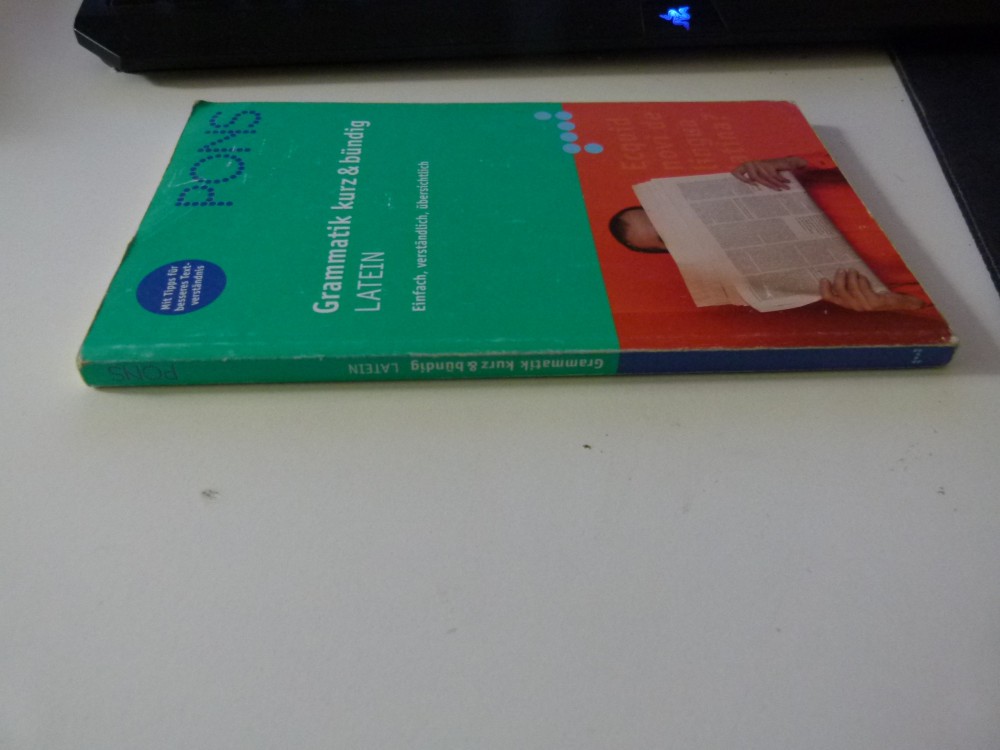 PONS
Mit Tipps für
besseres Text-
verständnis
Grammatik kurz & bündig
LATEIN
Einfach, verständlich, übersichtlich
PONS
Grammatik kurz & bündig LATEIN